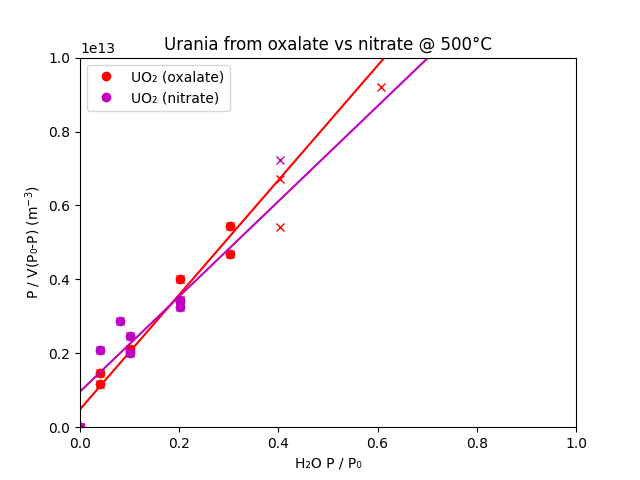 Urania from oxalate vs nitrate @ 500°C
1e13
UO₂ (oxalate)
UO₂ (nitrate)
1.0
0.8
0.6
0.4
0.2
0.0
P / V(P₀-P) (m⁻³)
0.0 0.2 0.4 0.6 0.8 1.0
H₂O P / P₀